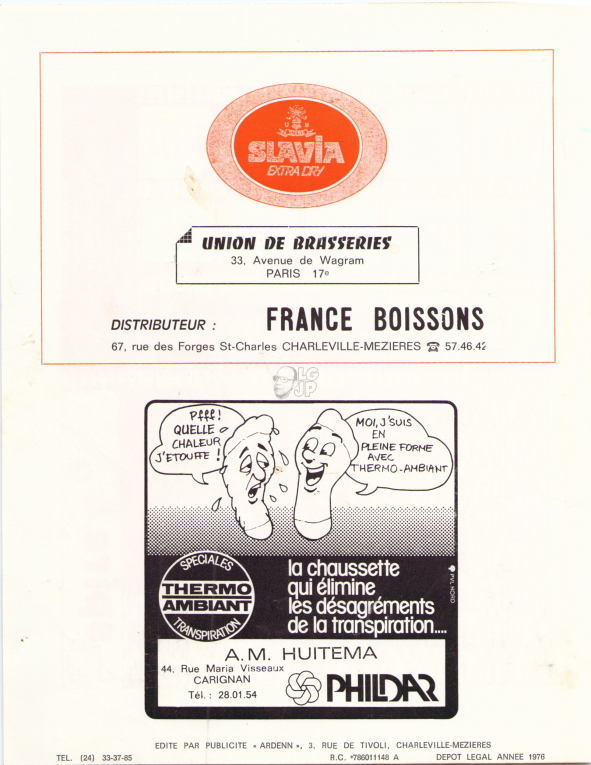 SLAVIA
EXTRA DRY
UNION DE BRASSERIES
33, Avenue de Wagram
PARIS 17e
DISTRIBUTEUR : FRANCE BOISSONS
67, rue des Forges St-Charles CHARLEVILLE-MEZIERES ☎ 57.46.42
LG
JP
Pfff!
QUELLE
CHALEUR
J'ETOUFFE !
MOI, J'SUIS
EN
PLEINE FORME
AVEC
THERMO-AMBIANT
SPECIALES
THERMO
AMBIANT
TRANSPIRATION
la chaussette
qui élimine
les désagréments
de la transpiration....
PVL NORD
A.M. HUITEMA
44, Rue Maria Visseaux
CARIGNAN
Tél. : 28.01.54
PHILDAR
EDITE PAR PUBLICITE « ARDENN », 3, RUE DE TIVOLI, CHARLEVILLE-MEZIERES
TEL. (24) 33-37-85 R.C. *786011148 A DEPOT LEGAL ANNEE 1976